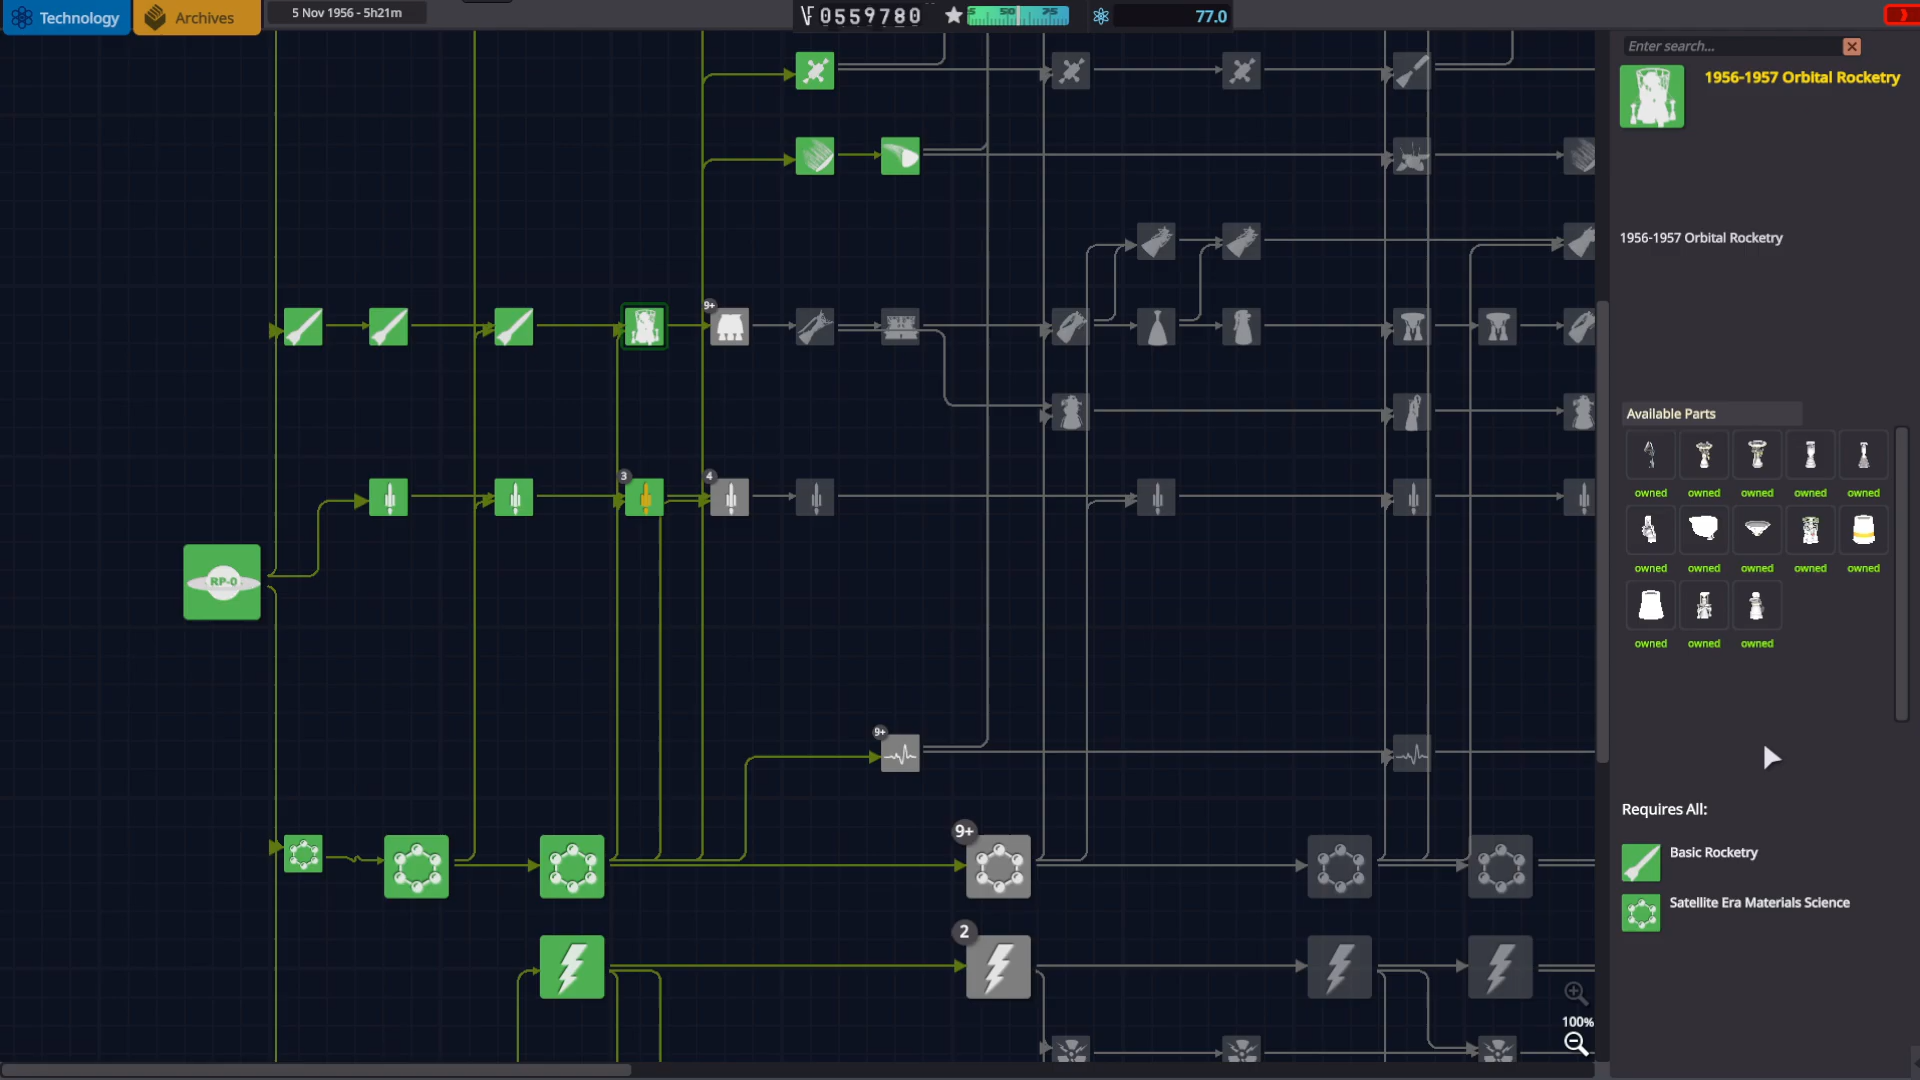 Technology
Archives
5 Nov 1956 - 5h21m
0559780
50
75
77.0
Enter search...
1956-1957 Orbital Rocketry
1956-1957 Orbital Rocketry
Available Parts
owned owned owned owned owned
owned owned owned owned owned
owned owned owned
Requires All:
Basic Rocketry
Satellite Era Materials Science
9+
3
4
RP-0
9+
9+
2
100%